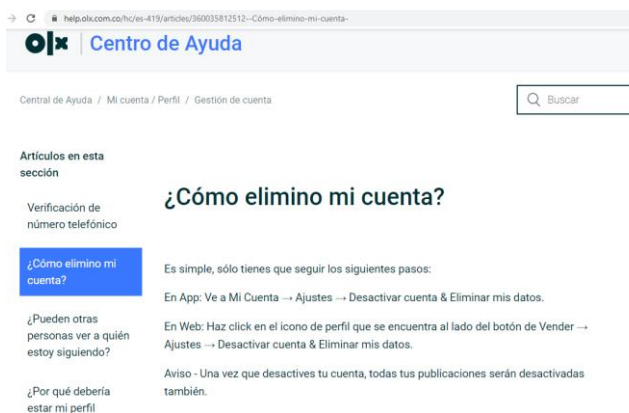 help.olx.com.co/hc/es-419/articles/360035812512--Cómo-elimino-mi-cuenta-
olx Centro de Ayuda
Central de Ayuda / Mi cuenta / Perfil / Gestión de cuenta
Buscar
Artículos en esta
sección
Verificación de
número telefónico
¿Cómo elimino mi
cuenta?
¿Pueden otras
personas ver a quién
estoy siguiendo?
¿Por qué debería
estar mi perfil
¿Cómo elimino mi cuenta?
Es simple, sólo tienes que seguir los siguientes pasos:
En App: Ve a Mi Cuenta → Ajustes → Desactivar cuenta & Eliminar mis datos.
En Web: Haz click en el icono de perfil que se encuentra al lado del botón de Vender →
Ajustes → Desactivar cuenta & Eliminar mis datos.
Aviso - Una vez que desactives tu cuenta, todas tus publicaciones serán desactivadas
también.